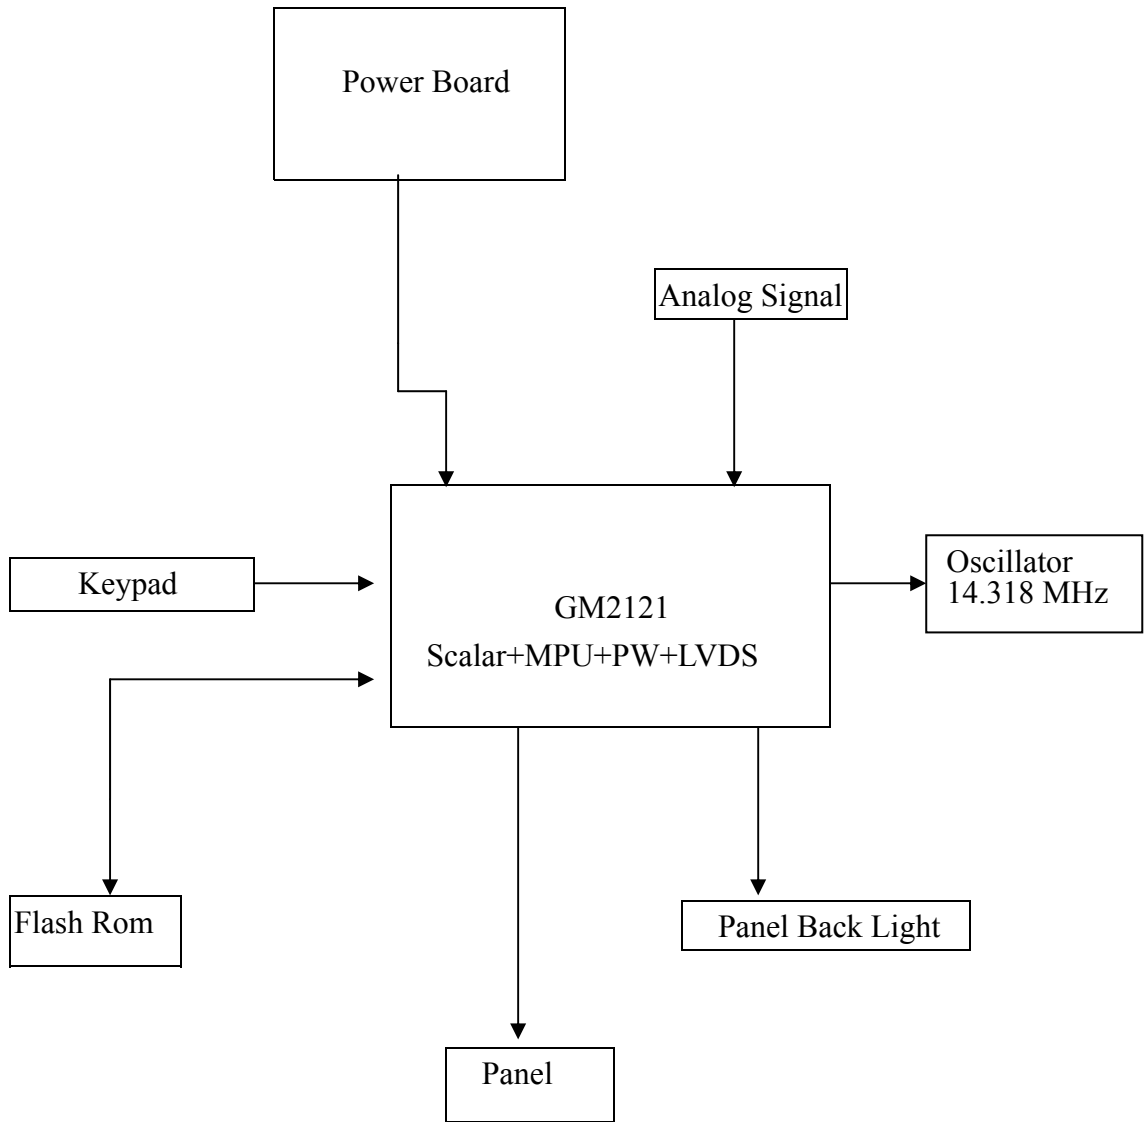 Power Board
Analog Signal
Keypad
GM2121
Scalar+MPU+PW+LVDS
Oscillator
14.318 MHz
Flash Rom
Panel Back Light
Panel